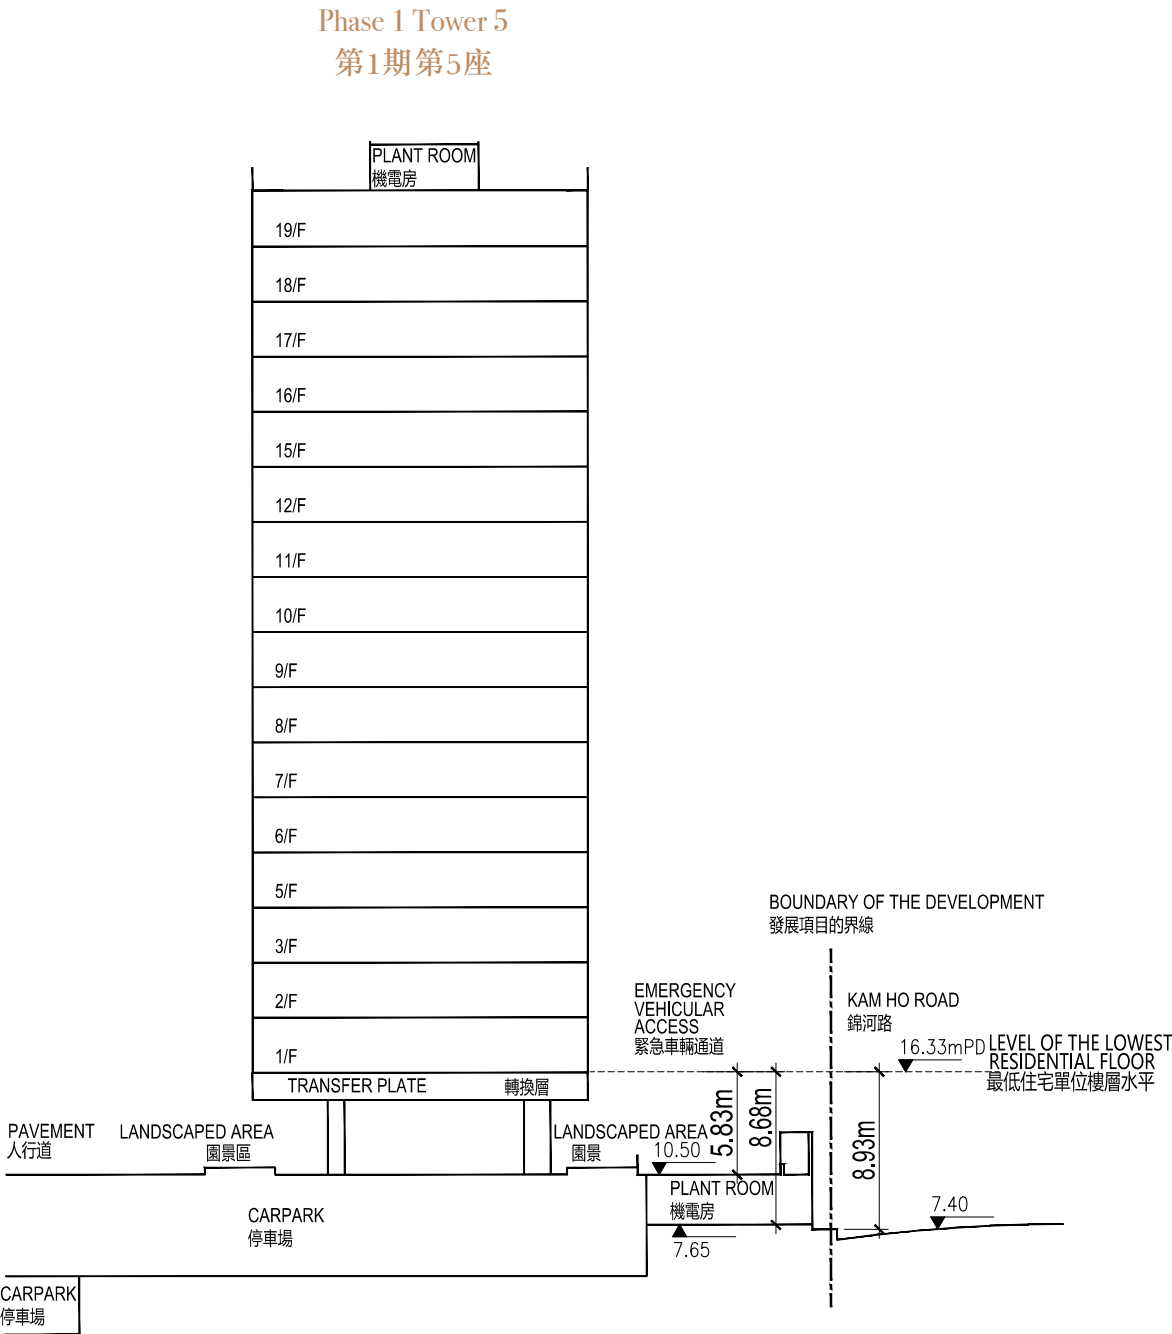 Phase 1 Tower 5
第1期第5座
PLANT ROOM
機電房
19/F
18/F
17/F
16/F
15/F
12/F
11/F
10/F
9/F
8/F
7/F
6/F
5/F
3/F
2/F
1/F
TRANSFER PLATE 轉換層
BOUNDARY OF THE DEVELOPMENT
發展項目的界線
EMERGENCY
VEHICULAR
ACCESS
緊急車輛通道
KAM HO ROAD
錦河路
16.33mPD
LEVEL OF THE LOWEST
RESIDENTIAL FLOOR
最低住宅單位樓層水平
5.83m
8.68m
8.93m
PAVEMENT
人行道
LANDSCAPED AREA
園景區
LANDSCAPED AREA
園景
10.50
PLANT ROOM
機電房
7.65
7.40
CARPARK
停車場
CARPARK
停車場